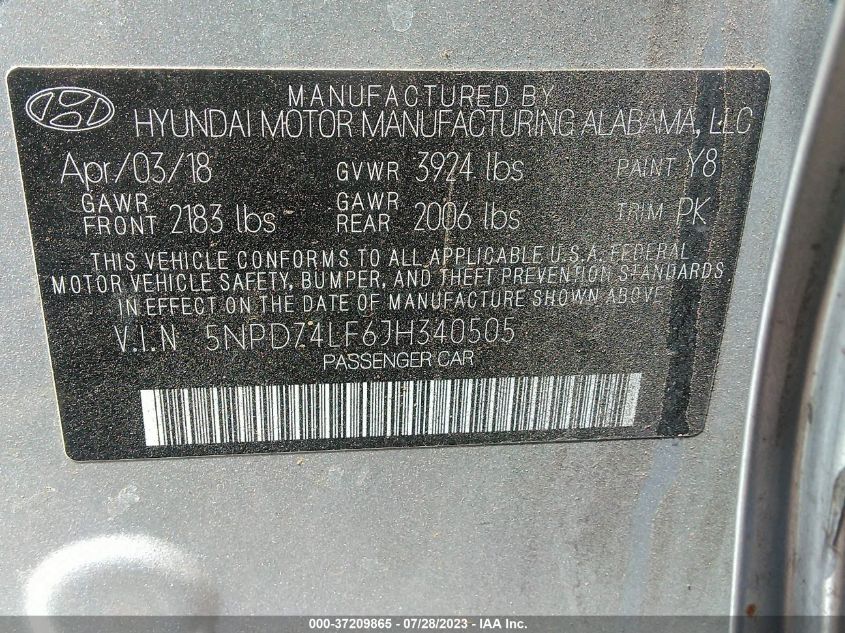 MANUFACTURED BY
HYUNDAI MOTOR MANUFACTURING ALABAMA, LLC
Apr/03/18 GVWR 3924 lbs PAINT Y8
GAWR FRONT 2183 lbs GAWR REAR 2006 lbs TRIM PK
THIS VEHICLE CONFORMS TO ALL APPLICABLE U.S.A. FEDERAL
MOTOR VEHICLE SAFETY, BUMPER, AND THEFT PREVENTION STANDARDS
IN EFFECT ON THE DATE OF MANUFACTURE SHOWN ABOVE
V.I.N 5NPDZ4LF6JH340505
PASSENGER CAR
000-37209865 - 07/28/2023 - IAA Inc.